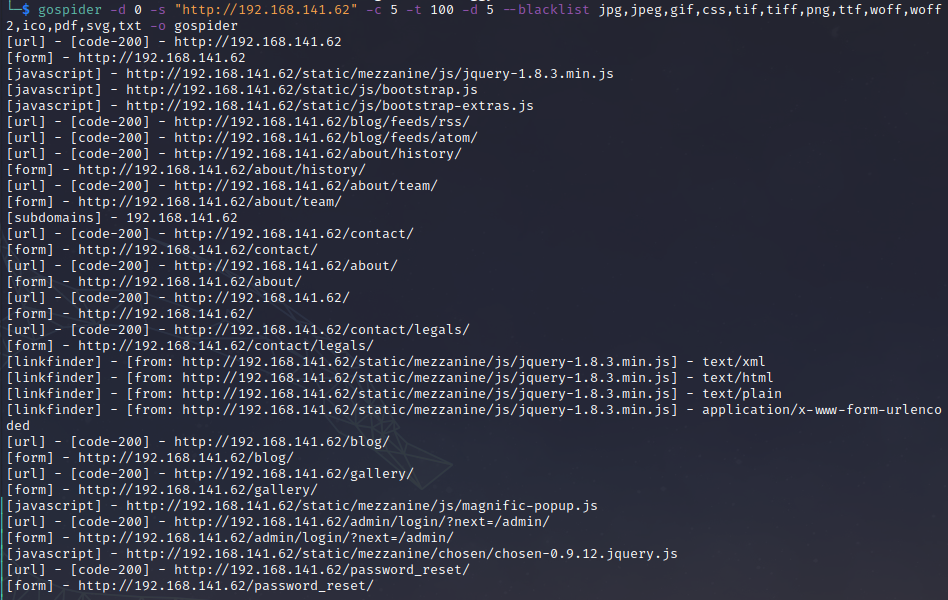 └─$ gospider -d 0 -s "http://192.168.141.62" -c 5 -t 100 -d 5 --blacklist jpg,jpeg,gif,css,tif,tiff,png,ttf,woff,woff
2,ico,pdf,svg,txt -o gospider
[url] - [code-200] - http://192.168.141.62
[form] - http://192.168.141.62
[javascript] - http://192.168.141.62/static/mezzanine/js/jquery-1.8.3.min.js
[javascript] - http://192.168.141.62/static/js/bootstrap.js
[javascript] - http://192.168.141.62/static/js/bootstrap-extras.js
[url] - [code-200] - http://192.168.141.62/blog/feeds/rss/
[url] - [code-200] - http://192.168.141.62/blog/feeds/atom/
[url] - [code-200] - http://192.168.141.62/about/history/
[form] - http://192.168.141.62/about/history/
[url] - [code-200] - http://192.168.141.62/about/team/
[form] - http://192.168.141.62/about/team/
[subdomains] - 192.168.141.62
[url] - [code-200] - http://192.168.141.62/contact/
[form] - http://192.168.141.62/contact/
[url] - [code-200] - http://192.168.141.62/about/
[form] - http://192.168.141.62/about/
[url] - [code-200] - http://192.168.141.62/
[form] - http://192.168.141.62/
[url] - [code-200] - http://192.168.141.62/contact/legals/
[form] - http://192.168.141.62/contact/legals/
[linkfinder] - [from: http://192.168.141.62/static/mezzanine/js/jquery-1.8.3.min.js] - text/xml
[linkfinder] - [from: http://192.168.141.62/static/mezzanine/js/jquery-1.8.3.min.js] - text/html
[linkfinder] - [from: http://192.168.141.62/static/mezzanine/js/jquery-1.8.3.min.js] - text/plain
[linkfinder] - [from: http://192.168.141.62/static/mezzanine/js/jquery-1.8.3.min.js] - application/x-www-form-urlenco
ded
[url] - [code-200] - http://192.168.141.62/blog/
[form] - http://192.168.141.62/blog/
[url] - [code-200] - http://192.168.141.62/gallery/
[form] - http://192.168.141.62/gallery/
[javascript] - http://192.168.141.62/static/mezzanine/js/magnific-popup.js
[url] - [code-200] - http://192.168.141.62/admin/login/?next=/admin/
[form] - http://192.168.141.62/admin/login/?next=/admin/
[javascript] - http://192.168.141.62/static/mezzanine/chosen/chosen-0.9.12.jquery.js
[url] - [code-200] - http://192.168.141.62/password_reset/
[form] - http://192.168.141.62/password_reset/